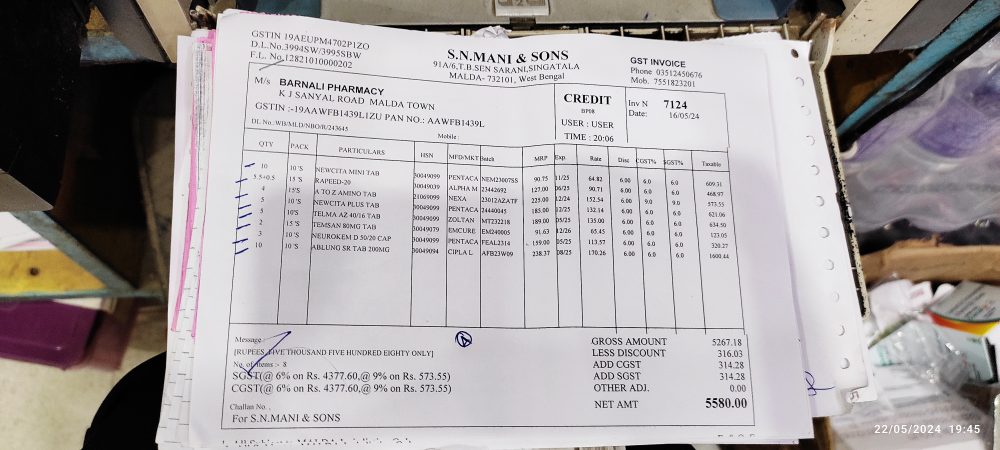 GSTIN 19AEUPM4702P1ZO
D.L.No.3994SW/3995SBW
F.L. No.12821010000202
S.N.MANI & SONS
91A/6,T.B.SEN SARANI,SINGATALA
MALDA- 732101, West Bengal
GST INVOICE
Phone 03512450676
Mob. 7551823201
M/s BARNALI PHARMACY
K J SANYAL ROAD MALDA TOWN
GSTIN :-19AAWFB1439L1ZU PAN NO.: AAWFB1439L
DL No.:WB/MLD/NBO/R/243645
Mobile :
CREDIT
BP08
USER : USER
TIME : 20:06
Inv N 7124
Date: 16/05/24
QTY PACK PARTICULARS HSN MFD/MKT Batch MRP Exp. Rate Disc CGST% SGST% Taxable
10 10'S NEWCITA MINI TAB 30049099 PENTACA NEM23007SS 90.75 11/25 64.82 6.00 6.0 6.0 609.31
5.5+0.5 15'S RAPEED-20 30049039 ALPHA M 23442692 127.00 06/25 90.71 6.00 6.0 6.0 468.97
4 15'S A TO Z AMINO TAB 21069099 NEXA 23012AZATF 225.00 12/24 152.54 6.00 9.0 9.0 573.55
5 10'S NEWCITA PLUS TAB 30049099 PENTACA 24440045 185.00 12/25 132.14 6.00 6.0 6.0 621.06
5 10'S TELMA AZ 40/16 TAB 30049099 ZOLTAN MT232218 189.00 05/25 135.00 6.00 6.0 6.0 634.50
2 15'S TEMSAN 80MG TAB 30049079 EMCURE EM240005 91.63 12/26 65.45 6.00 6.0 6.0 123.05
3 10'S NEUROKEM D 50/20 CAP 30049099 PENTACA FEAL2314 159.00 05/25 113.57 6.00 6.0 6.0 320.27
10 10'S ABLUNG SR TAB 200MG 30049094 CIPLA L AFB23W09 238.37 08/25 170.26 6.00 6.0 6.0 1600.44
Message :
[RUPEES FIVE THOUSAND FIVE HUNDRED EIGHTY ONLY]
No. of items :- 8
SGST(@ 6% on Rs. 4377.60,@ 9% on Rs. 573.55)
CGST(@ 6% on Rs. 4377.60,@ 9% on Rs. 573.55)
Challan No. .
For S.N.MANI & SONS
GROSS AMOUNT 5267.18
LESS DISCOUNT 316.03
ADD CGST 314.28
ADD SGST 314.28
OTHER ADJ. 0.00
NET AMT 5580.00
22/05/2024 19:45